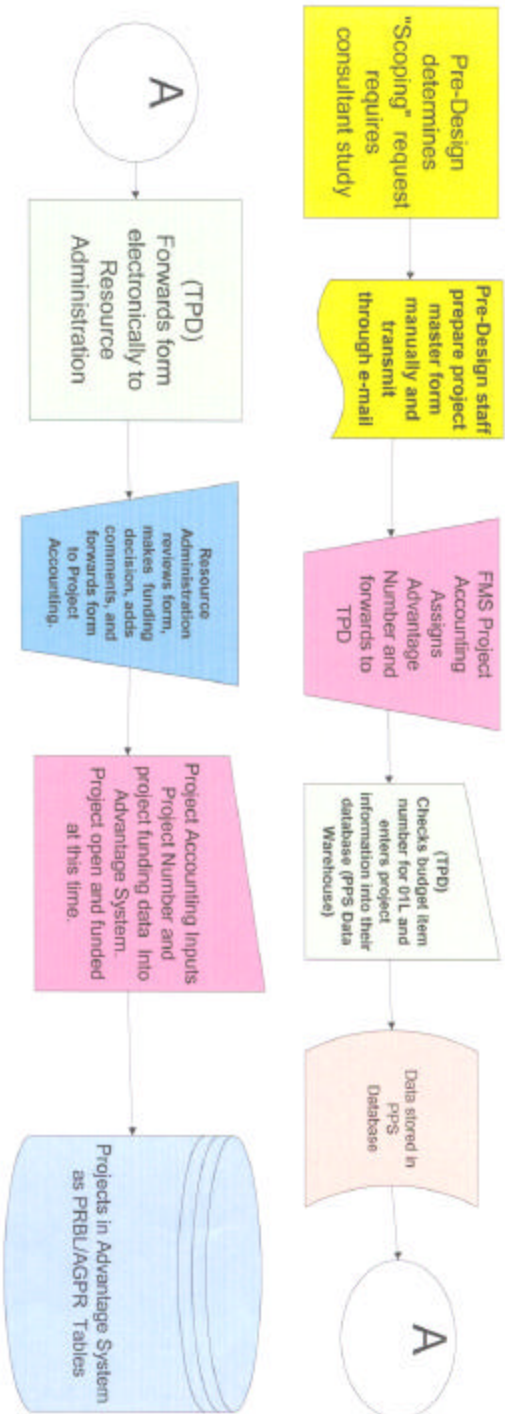 Pre-Design
determines
"Scoping" request
requires
consultant study
Pre-Design staff
prepare project
master form
manually and
transmit
through e-mail
FMS Project
Accounting
Assigns
Advantage
Number and
forwards to
TPD
(TPD)
Checks budget item
number for 01L and
enters project
information into their
database (PPS Data
Warehouse)
Data stored in
PPS
Database
A
A
(TPD)
Forwards form
electronically to
Resource
Administration
Resource
Administration
reviews form,
makes funding
decision, adds
comments, and
forwards form
to Project
Accounting.
Project Accounting Inputs
Project Number and
project funding data Into
Advantage System.
Project open and funded
at this time.
Projects in Advantage System
as PRBL/AGPR Tables